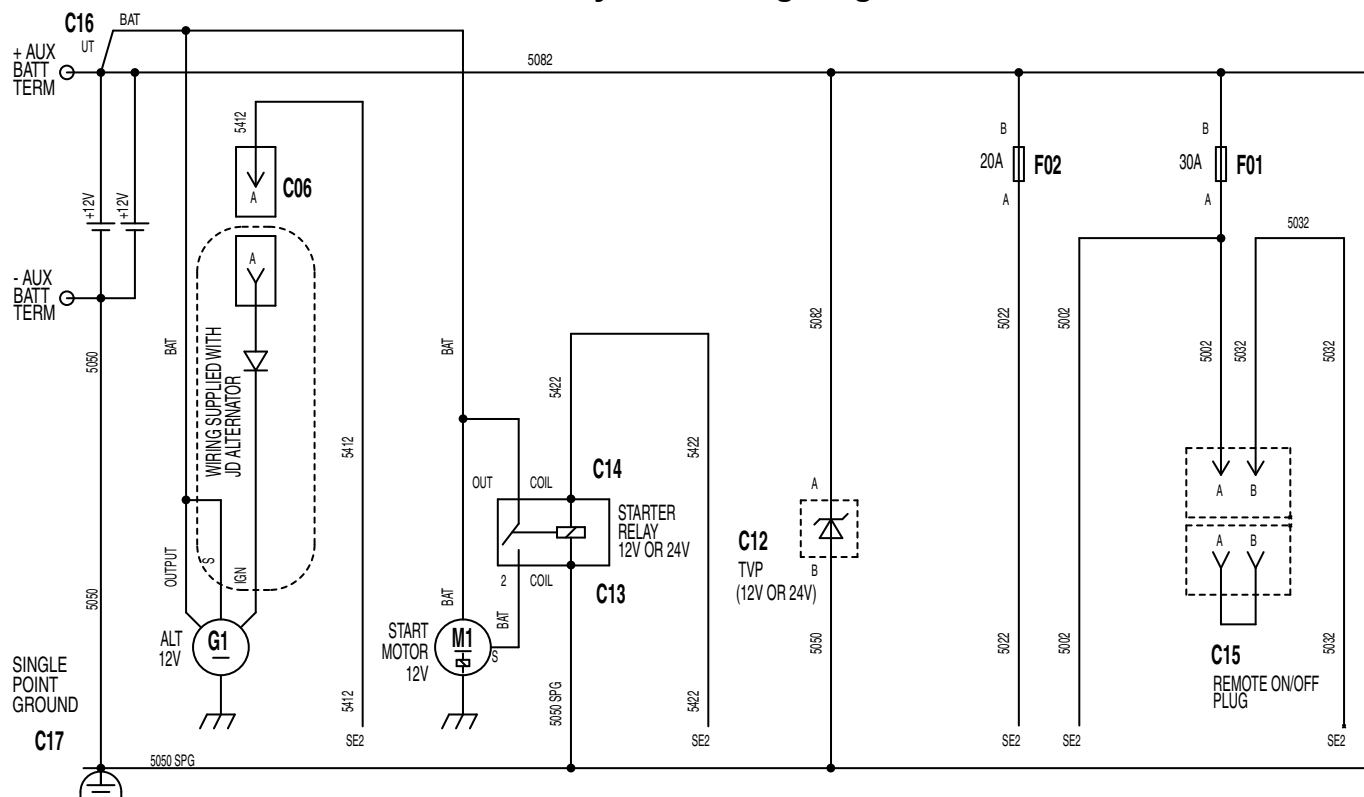 C16
BAT
UT
+ AUX
BATT
TERM
5082
5412
A
C06
+12V
+12V
A
- AUX
BATT
TERM
WIRING SUPPLIED WITH
JD ALTERNATOR
5050
BAT
BAT
5412
5050
OUTPUT
S
IGN
ALT
12V
G1
5412
SE2
SINGLE
POINT
GROUND
C17
5050 SPG
5422
5422
C14
OUT
COIL
STARTER
RELAY
12V OR 24V
2
COIL
C13
BAT
BAT
START
MOTOR
12V
M1
S
5050 SPG
5422
SE2
5082
A
C12
TVP
(12V OR 24V)
B
5050
B
20A
F02
A
5022
5022
SE2
B
30A
F01
A
5002
5002
SE2
5032
5002
5032
5032
A
B
A
B
C15
REMOTE ON/OFF
PLUG
5032
SE2